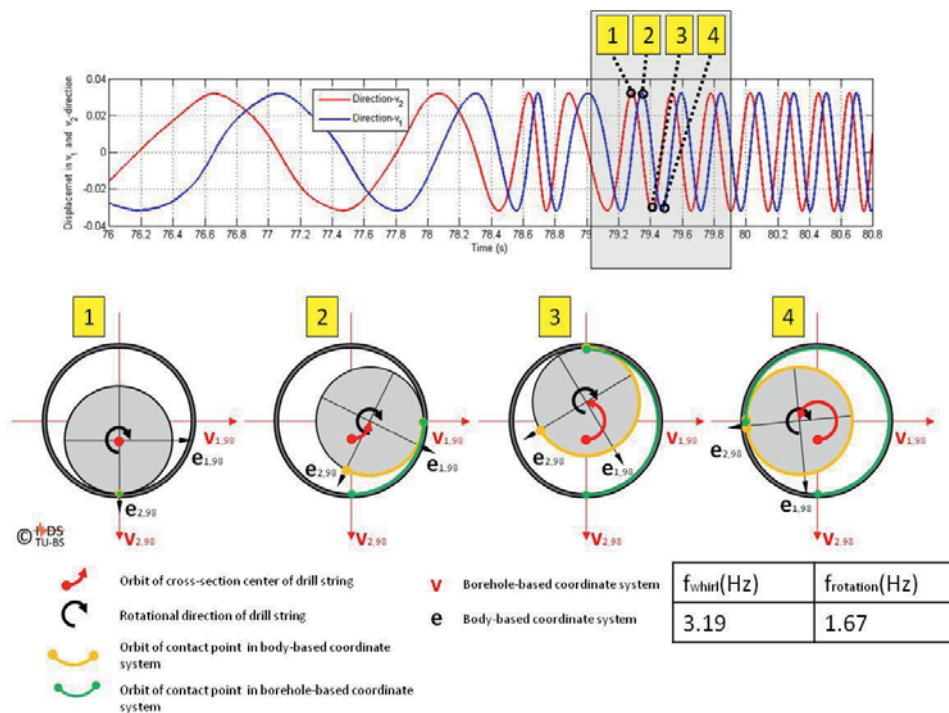 1 2 3 4
0.04
0.02
0
-0.02
-0.04
Displacemet in v1 and v2-direction
Direction-v2
Direction-v1
76 76.2 76.4 76.6 76.8 77 77.2 77.4 77.6 77.8 78 78.2 78.4 78.6 78.8 79 79.2 79.4 79.6 79.8 80 80.2 80.4 80.6 80.8
Time (s)
1 2 3 4
v1,98 v1,98 v1,98 v1,98
e1,98 e1,98 e1,98 e1,98
e2,98 e2,98 e2,98 e2,98
v2,98 v2,98 v2,98 v2,98
©
TU-BS
Orbit of cross-section center of drill string
Rotational direction of drill string
Orbit of contact point in body-based coordinate
system
Orbit of contact point in borehole-based coordinate
system
v Borehole-based coordinate system
e Body-based coordinate system
fwhirl(Hz) frotation(Hz)
3.19 1.67